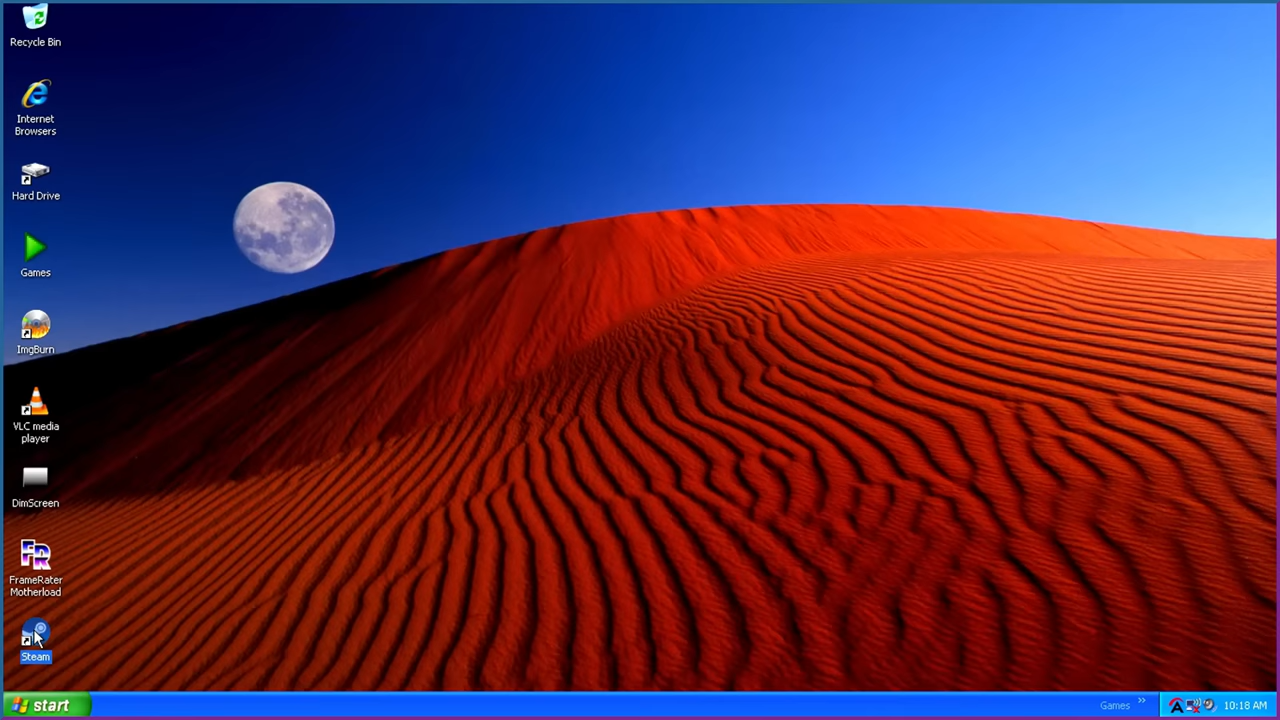 Recycle Bin
Internet
Browsers
Hard Drive
Games
ImgBurn
VLC media
player
DimScreen
FDR
FrameRater
Motherload
Steam
start
Games
10:18 AM